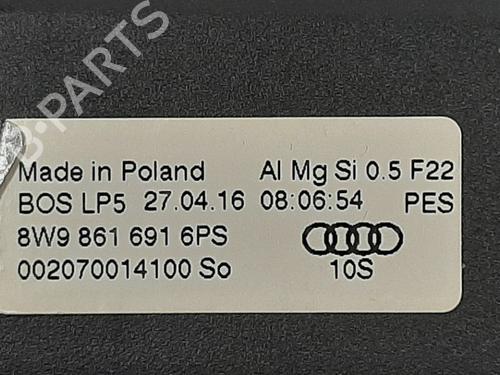 B-PARTS
Made in Poland Al Mg Si 0.5 F22
BOS LP5 27.04.16 08:06:54 PES
8W9 861 691 6PS
002070014100 So 10S